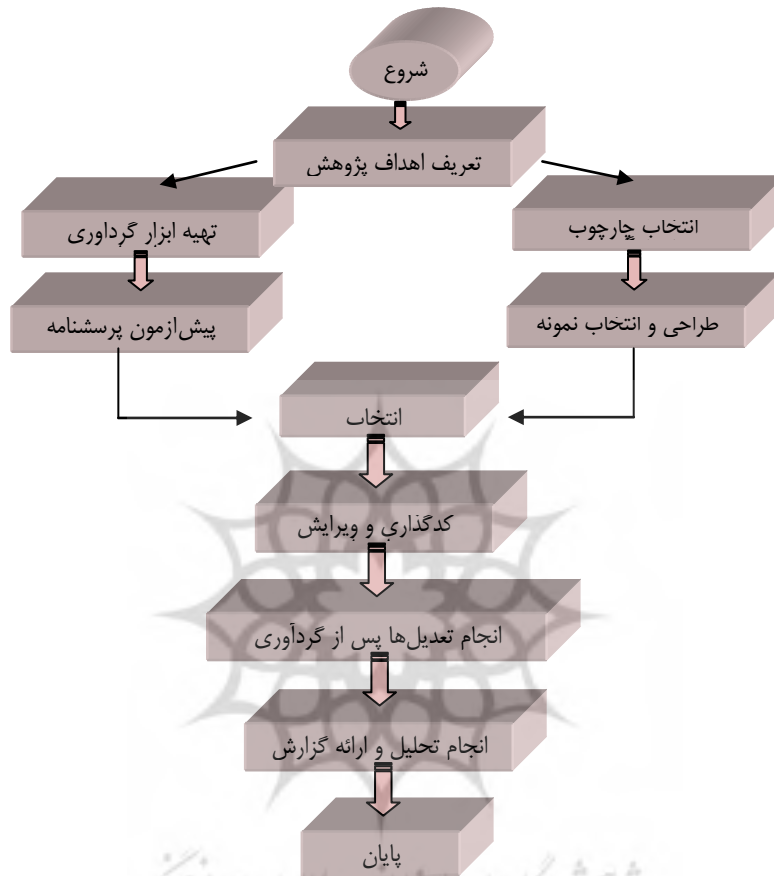 شروع
تعریف اهداف پژوهش
انتخاب چارچوب
تهیه ابزار گرداوری
طراحی و انتخاب نمونه
پیش‌ازمون پرسشنامه
انتخاب
کدگذاری و ویرایش
انجام تعدیل‌ها پس از گردآوری
انجام تحلیل و ارائه گزارش
پایان